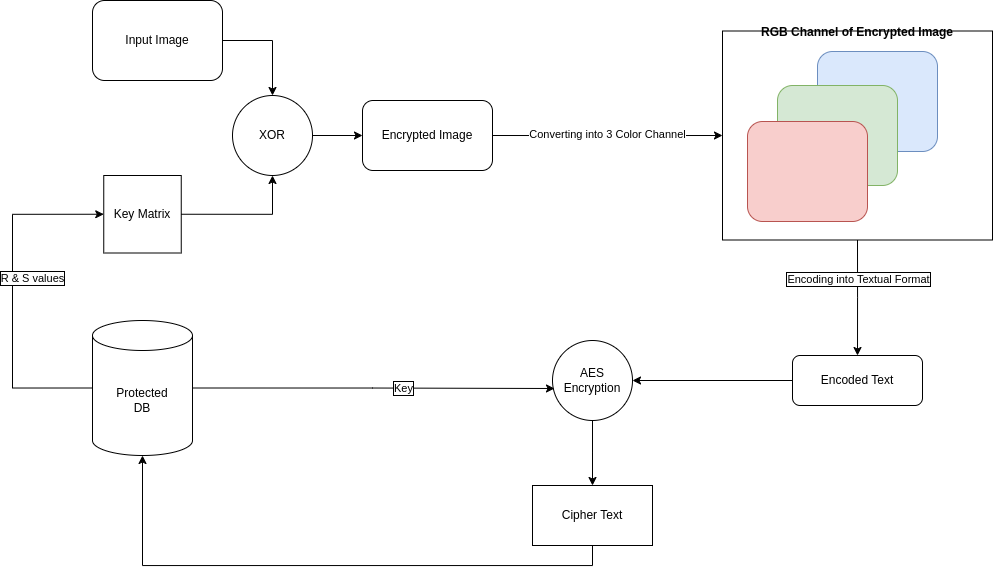 Input Image
RGB Channel of Encrypted Image
XOR
Encrypted Image
Converting into 3 Color Channel
Key Matrix
R & S values
Encoding into Textual Format
Protected
DB
Key
AES
Encryption
Encoded Text
Cipher Text